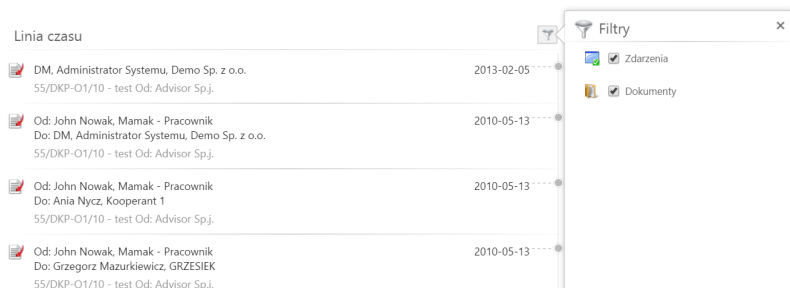 Linia czasu
DM, Administrator Systemu, Demo Sp. z o.o.
2013-02-05
55/DKP-O1/10 - test Od: Advisor Sp.j.
Od: John Nowak, Mamak - Pracownik
2010-05-13
Do: DM, Administrator Systemu, Demo Sp. z o.o.
55/DKP-O1/10 - test Od: Advisor Sp.j.
Od: John Nowak, Mamak - Pracownik
2010-05-13
Do: Ania Nycz, Kooperant 1
55/DKP-O1/10 - test Od: Advisor Sp.j.
Od: John Nowak, Mamak - Pracownik
2010-05-13
Do: Grzegorz Mazurkiewicz, GRZESIEK
55/DKP-O1/10 - test Od: Advisor Sp.j.
Filtry
Zdarzenia
Dokumenty